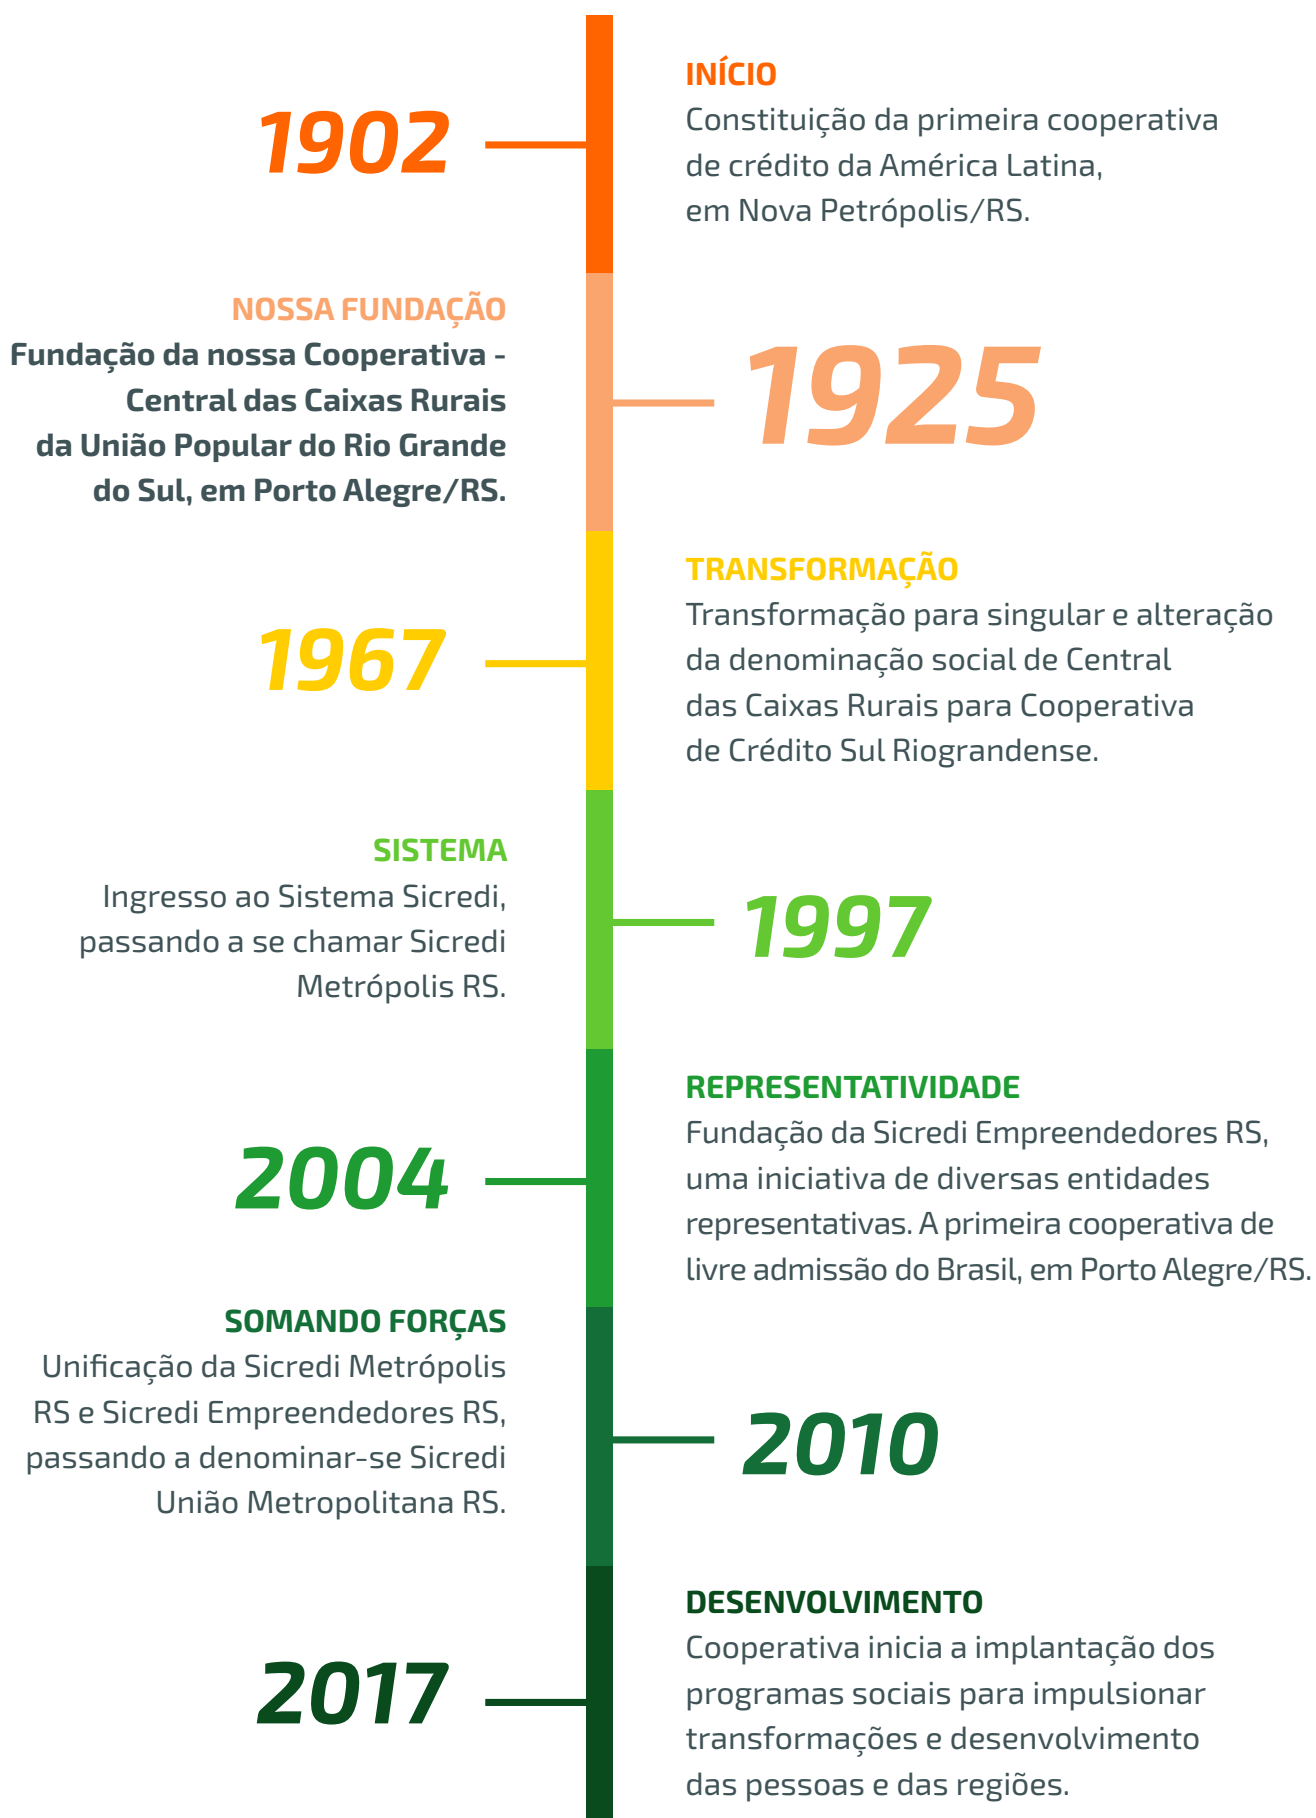 1902
INÍCIO
Constituição da primeira cooperativa
de crédito da América Latina,
em Nova Petrópolis/RS.
NOSSA FUNDAÇÃO
Fundação da nossa Cooperativa -
Central das Caixas Rurais
da União Popular do Rio Grande
do Sul, em Porto Alegre/RS.
1925
1967
TRANSFORMAÇÃO
Transformação para singular e alteração
da denominação social de Central
das Caixas Rurais para Cooperativa
de Crédito Sul Riograndense.
SISTEMA
Ingresso ao Sistema Sicredi,
passando a se chamar Sicredi
Metrópolis RS.
1997
2004
REPRESENTATIVIDADE
Fundação da Sicredi Empreendedores RS,
uma iniciativa de diversas entidades
representativas. A primeira cooperativa de
livre admissão do Brasil, em Porto Alegre/RS.
SOMANDO FORÇAS
Unificação da Sicredi Metrópolis
RS e Sicredi Empreendedores RS,
passando a denominar-se Sicredi
União Metropolitana RS.
2010
2017
DESENVOLVIMENTO
Cooperativa inicia a implantação dos
programas sociais para impulsionar
transformações e desenvolvimento
das pessoas e das regiões.